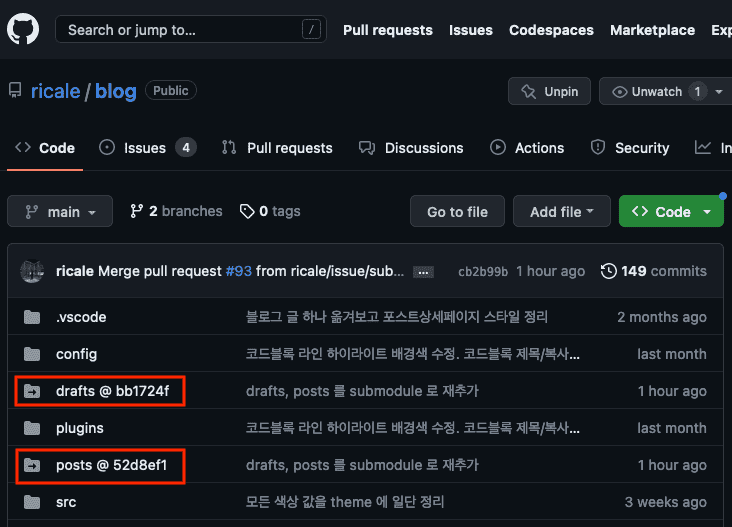 Search or jump to... /
Pull requests Issues Codespaces Marketplace Exp
ricale / blog Public
Unpin Unwatch 1
Code Issues 4 Pull requests Discussions Actions Security In
main 2 branches 0 tags Go to file Add file Code
ricale Merge pull request #93 from ricale/issue/sub... ... cb2b99b 1 hour ago 149 commits
.vscode 블로그 글 하나 옮겨보고 포스트상세페이지 스타일 정리 2 months ago
config 코드블록 라인 하이라이트 배경색 수정. 코드블록 제목/복사... last month
drafts @ bb1724f drafts, posts 를 submodule 로 재추가 1 hour ago
plugins 코드블록 라인 하이라이트 배경색 수정. 코드블록 제목/복사... last month
posts @ 52d8ef1 drafts, posts 를 submodule 로 재추가 1 hour ago
src 모든 색상 값을 theme 에 일단 정리 3 weeks ago